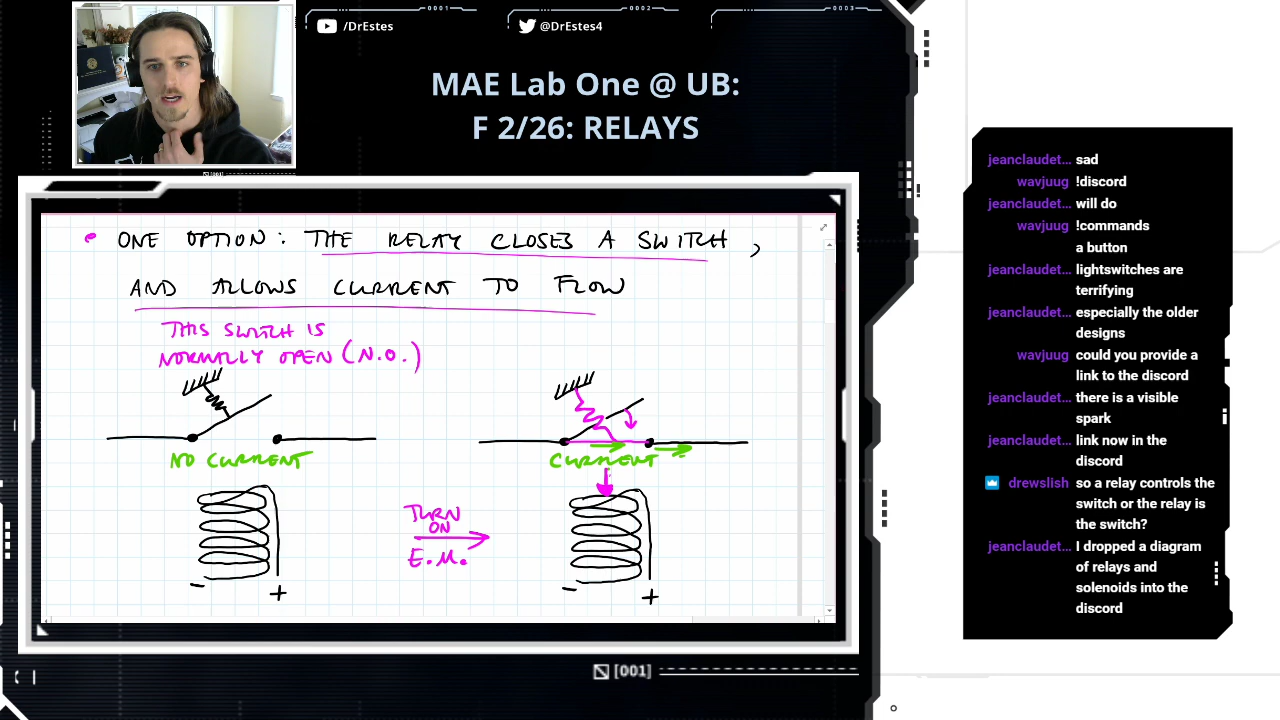 0001
0002
0003
/DrEstes
@DrEstes4
MAE Lab One @ UB:
F 2/26: RELAYS
[001]
ONE OPTION: THE RELAY CLOSES A SWITCH,
AND ALLOWS CURRENT TO FLOW
THIS SWITCH IS
NORMALLY OPEN (N.O.)
NO CURRENT
CURRENT
TURN
ON
E.M.
- +
- +
[001]
jeanclaudet... sad
wavjuug !discord
jeanclaudet... will do
wavjuug !commands
a button
jeanclaudet... lightswitches are
terrifying
jeanclaudet... especially the older
designs
wavjuug could you provide a
link to the discord
jeanclaudet... there is a visible
spark
jeanclaudet... link now in the
discord
drewslish so a relay controls the
switch or the relay is
the switch?
jeanclaudet... I dropped a diagram
of relays and
solenoids into the
discord